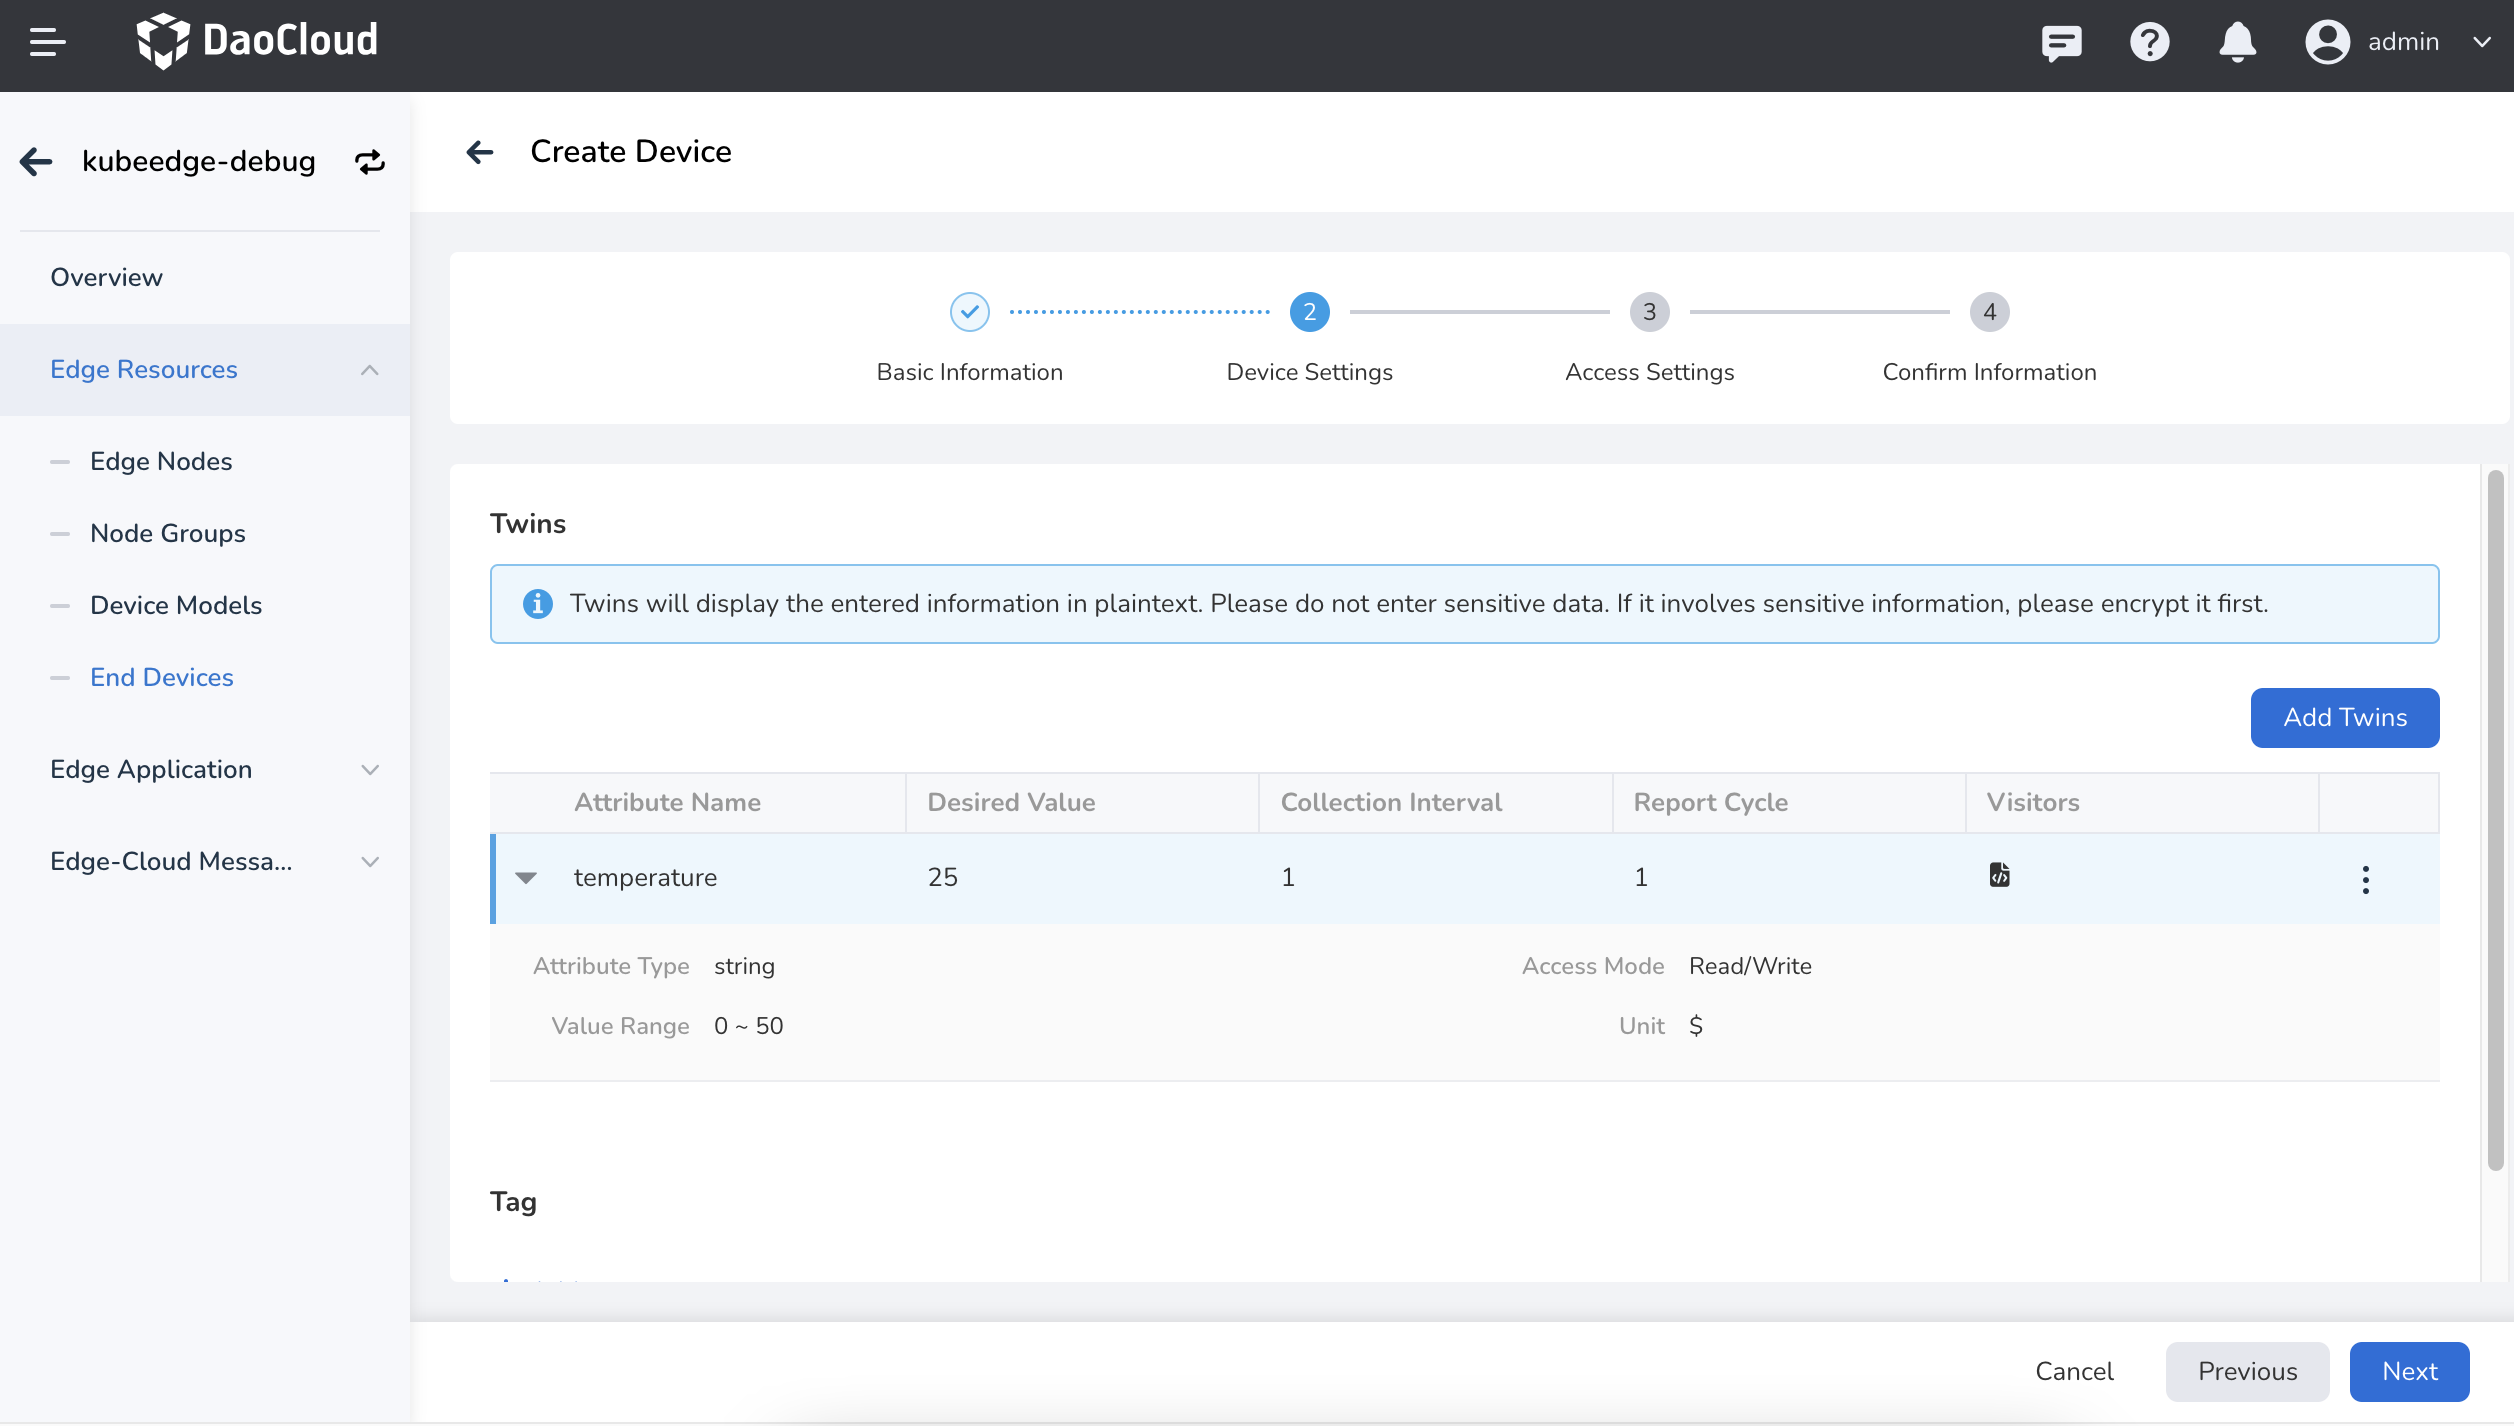 DaoCloud
admin
kubeedge-debug
Overview
Edge Resources
Edge Nodes
Node Groups
Device Models
End Devices
Edge Application
Edge-Cloud Messa...
Create Device
2
3
4
Basic Information
Device Settings
Access Settings
Confirm Information
Twins
Twins will display the entered information in plaintext. Please do not enter sensitive data. If it involves sensitive information, please encrypt it first.
Add Twins
Attribute Name Desired Value Collection Interval Report Cycle Visitors
temperature 25 1 1
Attribute Type string Access Mode Read/Write
Value Range 0 ~ 50 Unit $
Tag
Cancel
Previous
Next